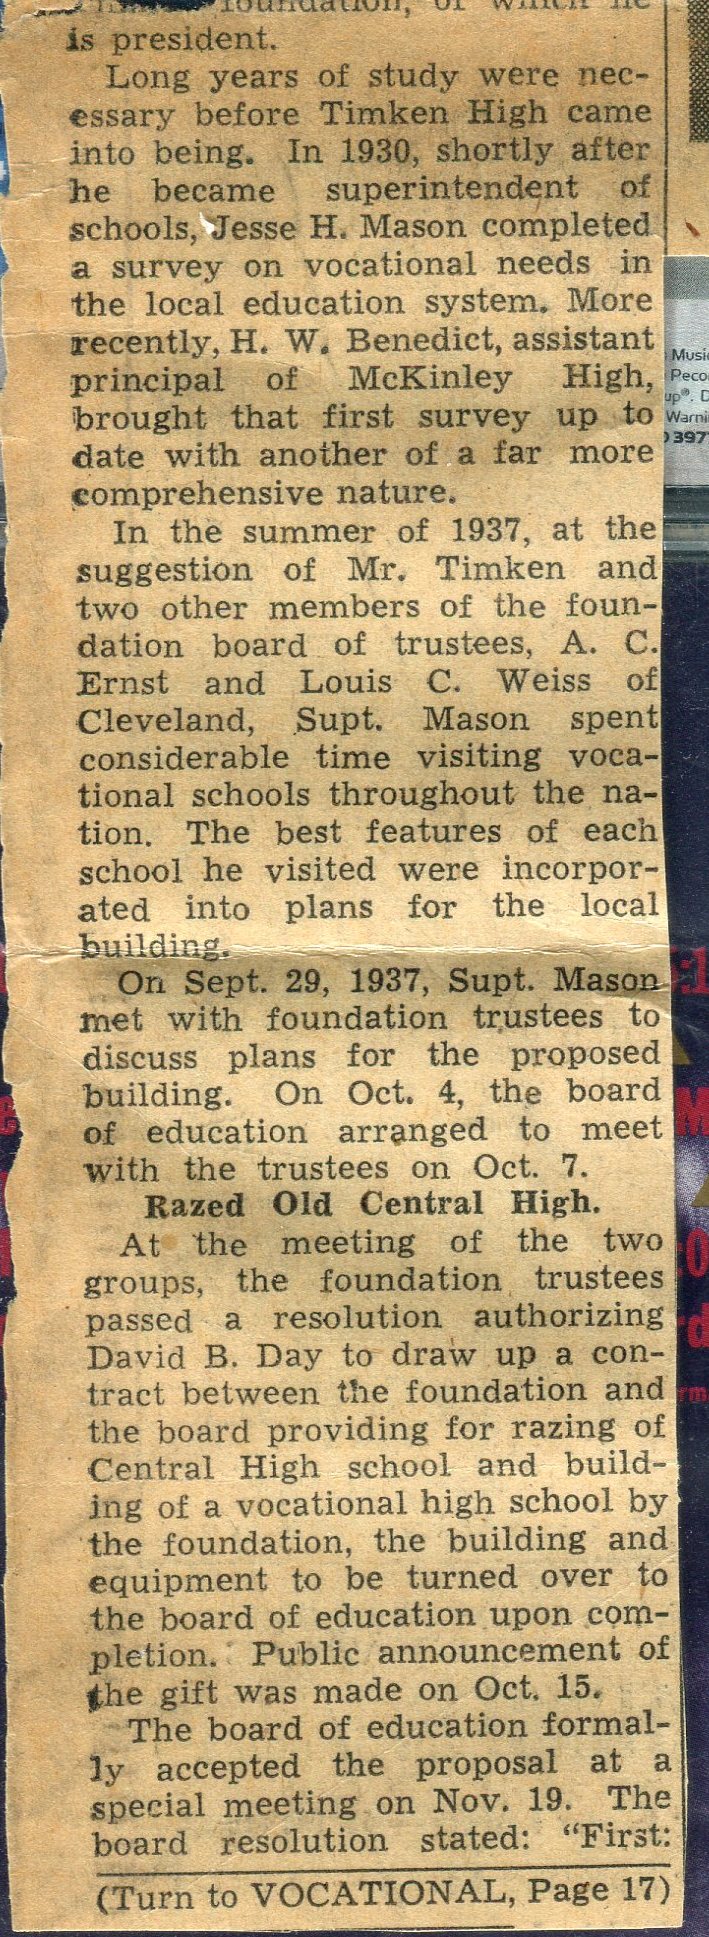 foundation, of which he
is president.
Long years of study were nec-
essary before Timken High came
into being. In 1930, shortly after
he became superintendent of
schools, Jesse H. Mason completed
a survey on vocational needs in
the local education system. More
recently, H. W. Benedict, assistant
principal of McKinley High,
brought that first survey up to
date with another of a far more
comprehensive nature.
In the summer of 1937, at the
suggestion of Mr. Timken and
two other members of the foun-
dation board of trustees, A. C.
Ernst and Louis C. Weiss of
Cleveland, Supt. Mason spent
considerable time visiting voca-
tional schools throughout the na-
tion. The best features of each
school he visited were incorpor-
ated into plans for the local
building.
On Sept. 29, 1937, Supt. Mason
met with foundation trustees to
discuss plans for the proposed
building. On Oct. 4, the board
of education arranged to meet
with the trustees on Oct. 7.
Razed Old Central High.
At the meeting of the two
groups, the foundation trustees
passed a resolution authorizing
David B. Day to draw up a con-
tract between the foundation and
the board providing for razing of
Central High school and build-
ing of a vocational high school by
the foundation, the building and
equipment to be turned over to
the board of education upon com-
pletion. Public announcement of
the gift was made on Oct. 15.
The board of education formal-
ly accepted the proposal at a
special meeting on Nov. 19. The
board resolution stated: "First:
(Turn to VOCATIONAL, Page 17)
Musi
Peco
up®. D
Warni
397